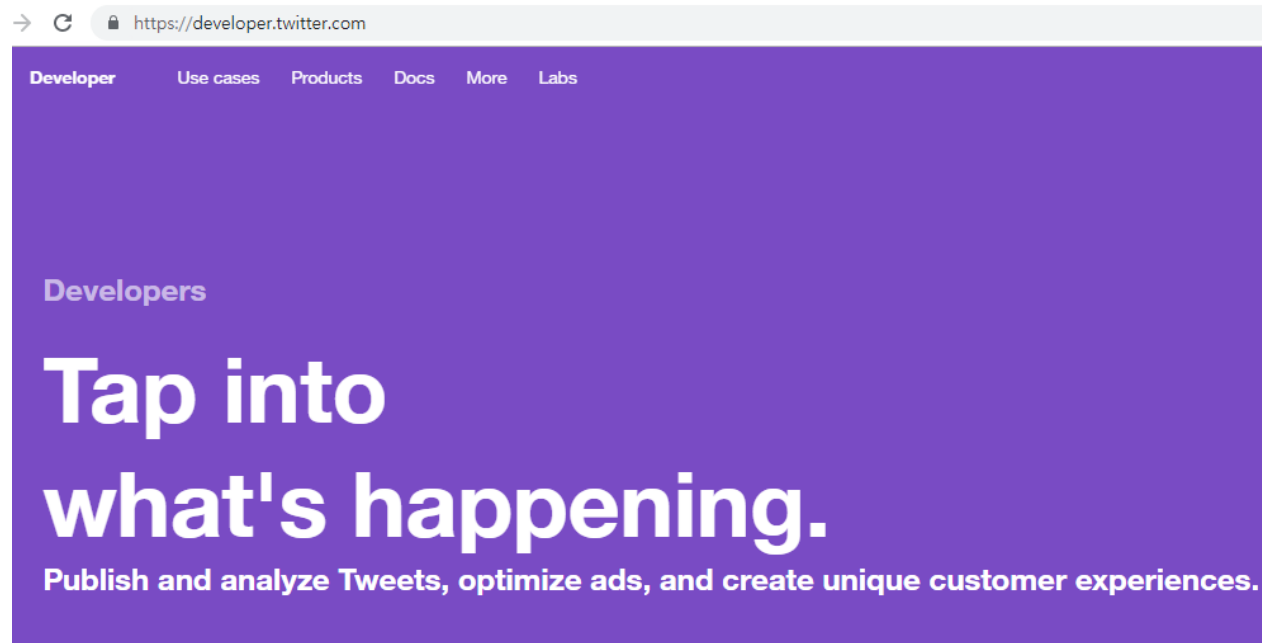 https://developer.twitter.com
Developer Use cases Products Docs More Labs
Developers
Tap into
what's happening.
Publish and analyze Tweets, optimize ads, and create unique customer experiences.